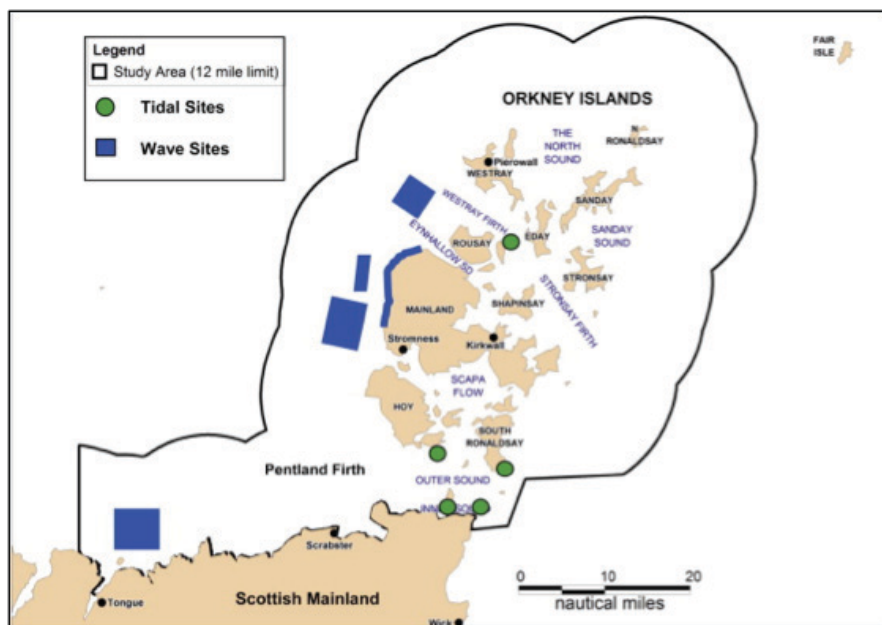 Legend
Study Area (12 mile limit)
Tidal Sites
Wave Sites
FAIR
ISLE
ORKNEY ISLANDS
N
RONALDSAY
THE
NORTH
SOUND
Pierowall
WESTRAY
WESTRAY FIRTH
SANDAY
EYNHALLOW SD
ROUSAY
EDAY
SANDAY
SOUND
STRONSAY
MAINLAND
SHAPINSAY
STRONSAY FIRTH
Stromness
Kirkwall
SCAPA
FLOW
HOY
SOUTH
RONALDSAY
Pentland Firth
OUTER SOUND
Scrabster
Tongue
Scottish Mainland
Wick
0 10 20
nautical miles